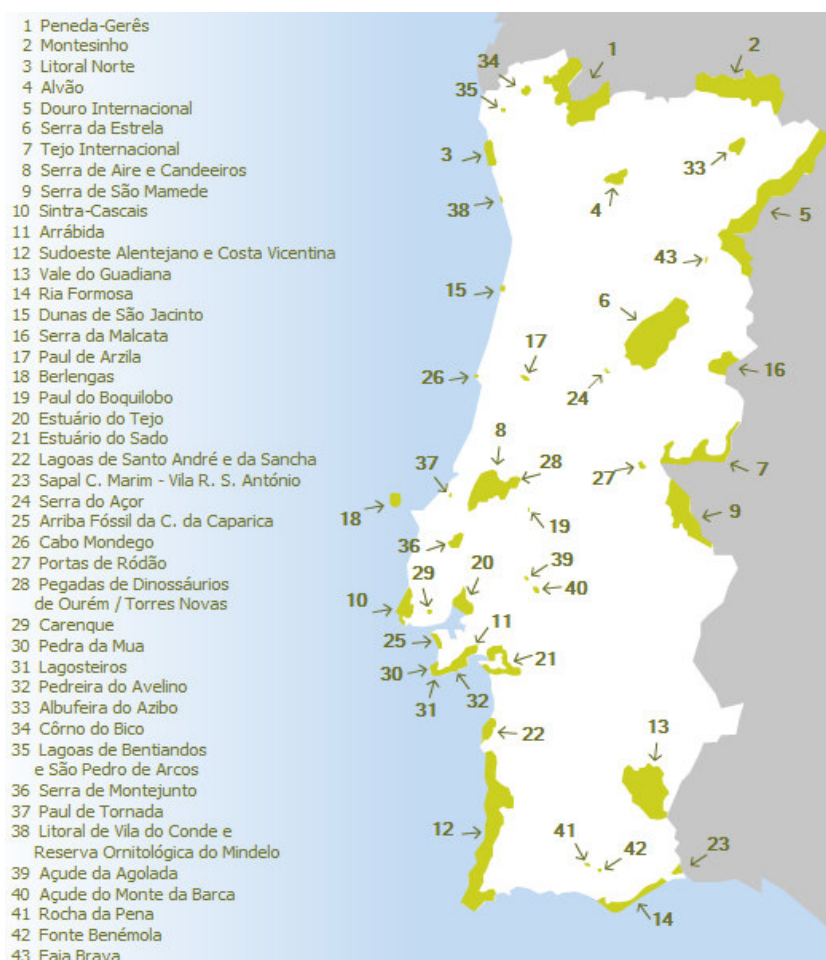 1 Peneda-Gerês
2 Montesinho
3 Litoral Norte
4 Alvão
5 Douro Internacional
6 Serra da Estrela
7 Tejo Internacional
8 Serra de Aire e Candeeiros
9 Serra de São Mamede
10 Sintra-Cascais
11 Arrábida
12 Sudoeste Alentejano e Costa Vicentina
13 Vale do Guadiana
14 Ria Formosa
15 Dunas de São Jacinto
16 Serra da Malcata
17 Paul de Arzila
18 Berlengas
19 Paul do Boquilobo
20 Estuário do Tejo
21 Estuário do Sado
22 Lagoas de Santo André e da Sancha
23 Sapal C. Marim - Vila R. S. António
24 Serra do Açor
25 Arriba Fóssil da C. da Caparica
26 Cabo Mondego
27 Portas de Ródão
28 Pegadas de Dinossáurios
de Ourém / Torres Novas
29 Carenque
30 Pedra da Mua
31 Lagosteiros
32 Pedreira do Avelino
33 Albufeira do Azibo
34 Côrno do Bico
35 Lagoas de Bentiandos
e São Pedro de Arcos
36 Serra de Montejunto
37 Paul de Tornada
38 Litoral de Vila do Conde e
Reserva Ornitológica do Mindelo
39 Açude da Agolada
40 Açude do Monte da Barca
41 Rocha da Pena
42 Fonte Benémola
43 Faia Brava
1
2
34
35
3
33
4
38
5
43
15
6
17
26
24
16
8
28
37
27
7
18
19
9
36
39
29
20
40
10
11
25
21
30
31
32
22
13
12
41
42
23
14